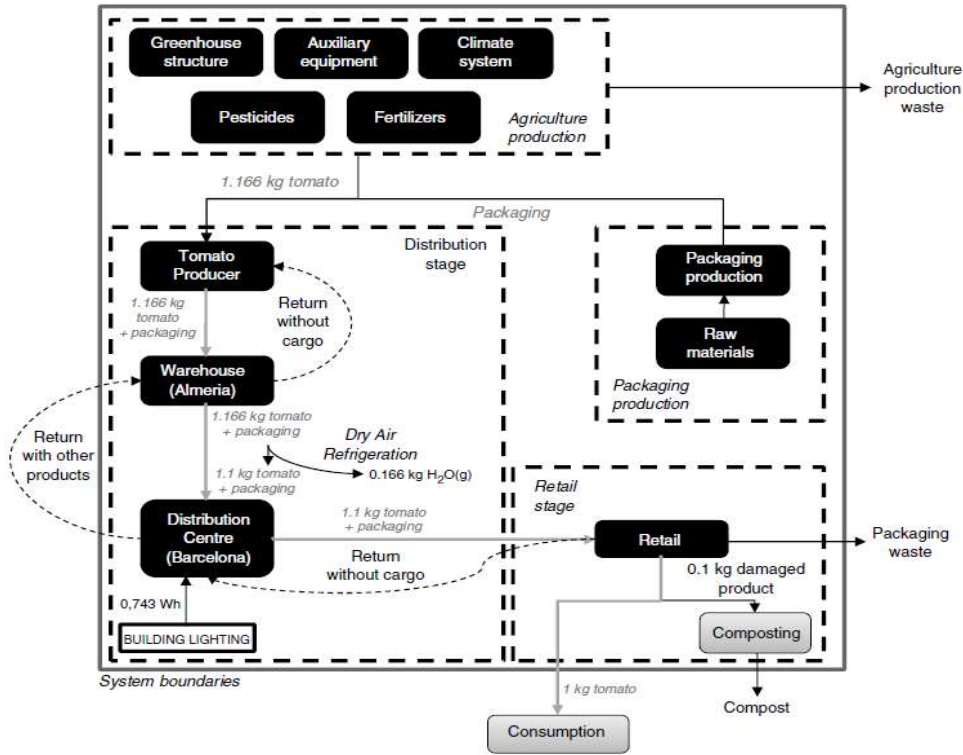 Greenhouse
structure
Auxiliary
equipment
Climate
system
Pesticides
Fertilizers
Agriculture
production
Agriculture
production
waste
1.166 kg tomato
Packaging
Distribution
stage
Tomato
Producer
Return
without
cargo
1.166 kg
tomato
+ packaging
Warehouse
(Almeria)
Return
with other
products
1.166 kg tomato
+ packaging
Dry Air
Refrigeration
0.166 kg H₂O(g)
1.1 kg tomato
+ packaging
Distribution
Centre
(Barcelona)
1.1 kg tomato
+ packaging
Return
without cargo
0,743 Wh
BUILDING LIGHTING
Packaging
production
Raw
materials
Packaging
production
Retail
stage
Retail
Packaging
waste
0.1 kg damaged
product
Composting
Compost
System boundaries
1 kg tomato
Consumption